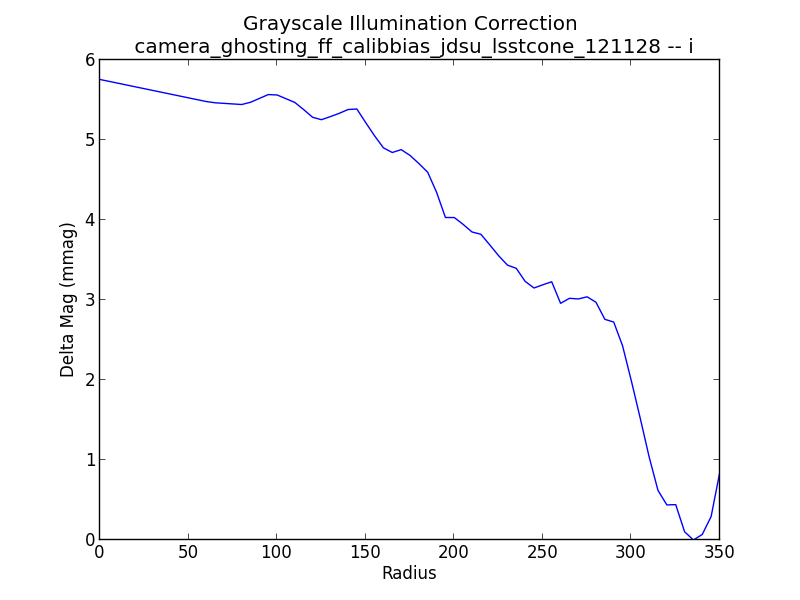 Grayscale Illumination Correction
camera_ghosting_ff_calibbias_jdsu_lsstcone_121128 -- i
6
5
4
3
2
1
0
Delta Mag (mmag)
0 50 100 150 200 250 300 350
Radius